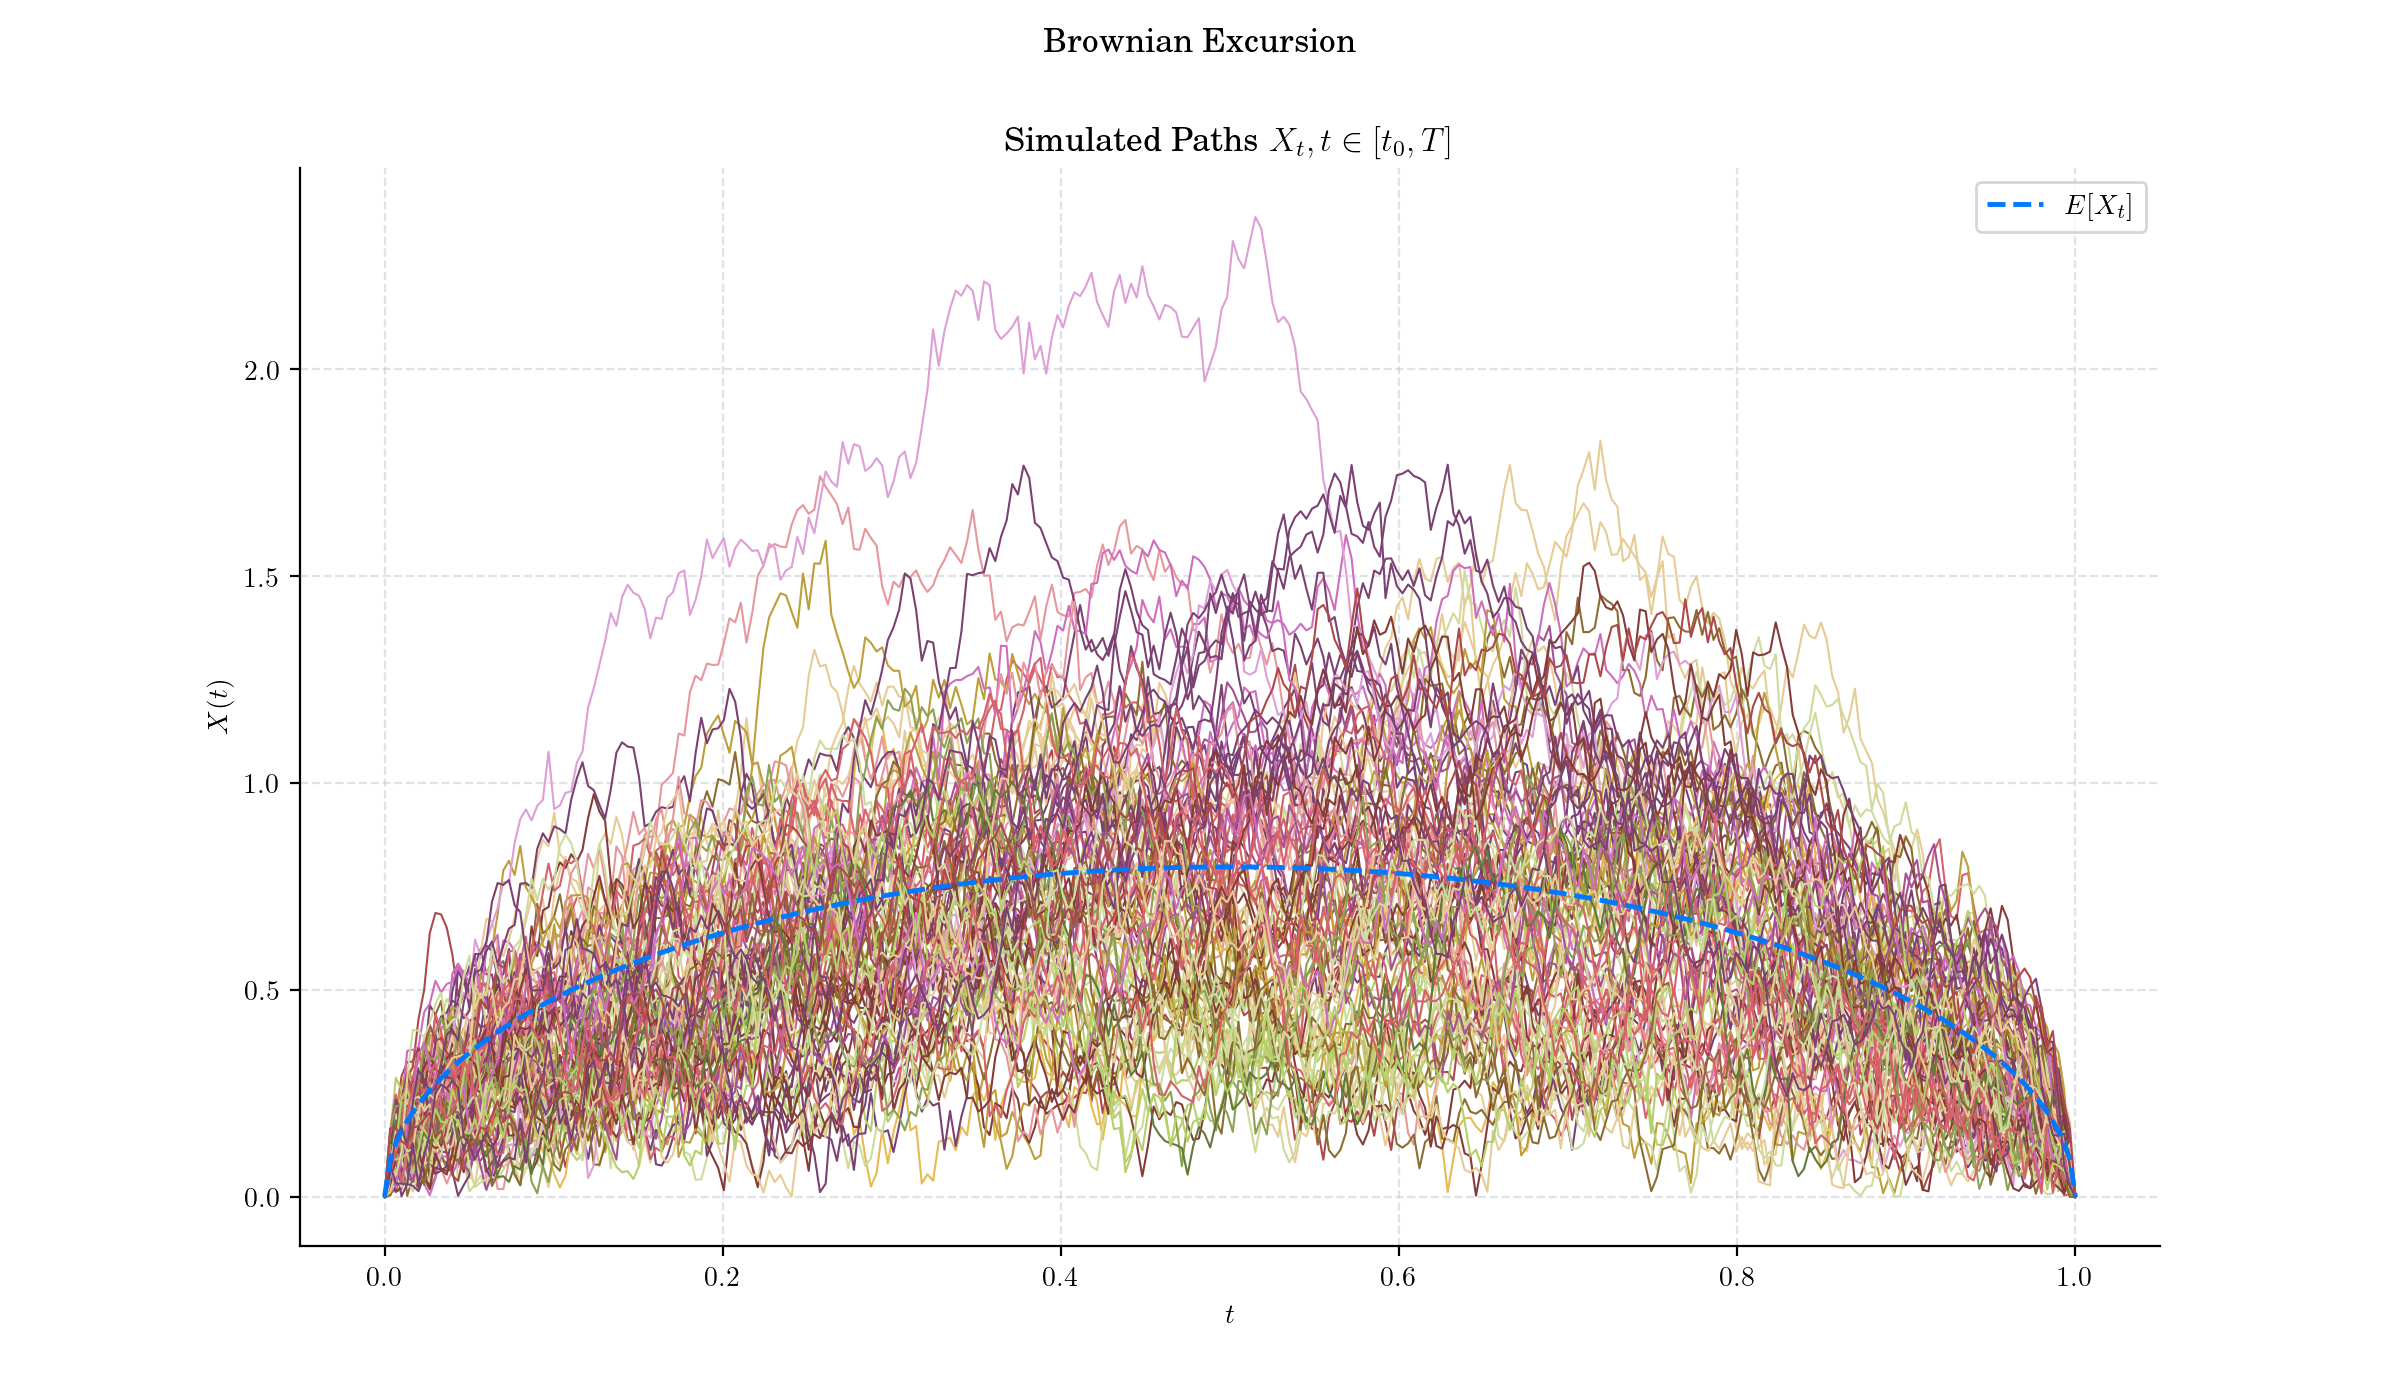 Brownian Excursion
Simulated Paths $X_t, t \in [t_0, T]$
$E[X_t]$
$X(t)$
2.0
1.5
1.0
0.5
0.0
0.0 0.2 0.4 0.6 0.8 1.0
$t$